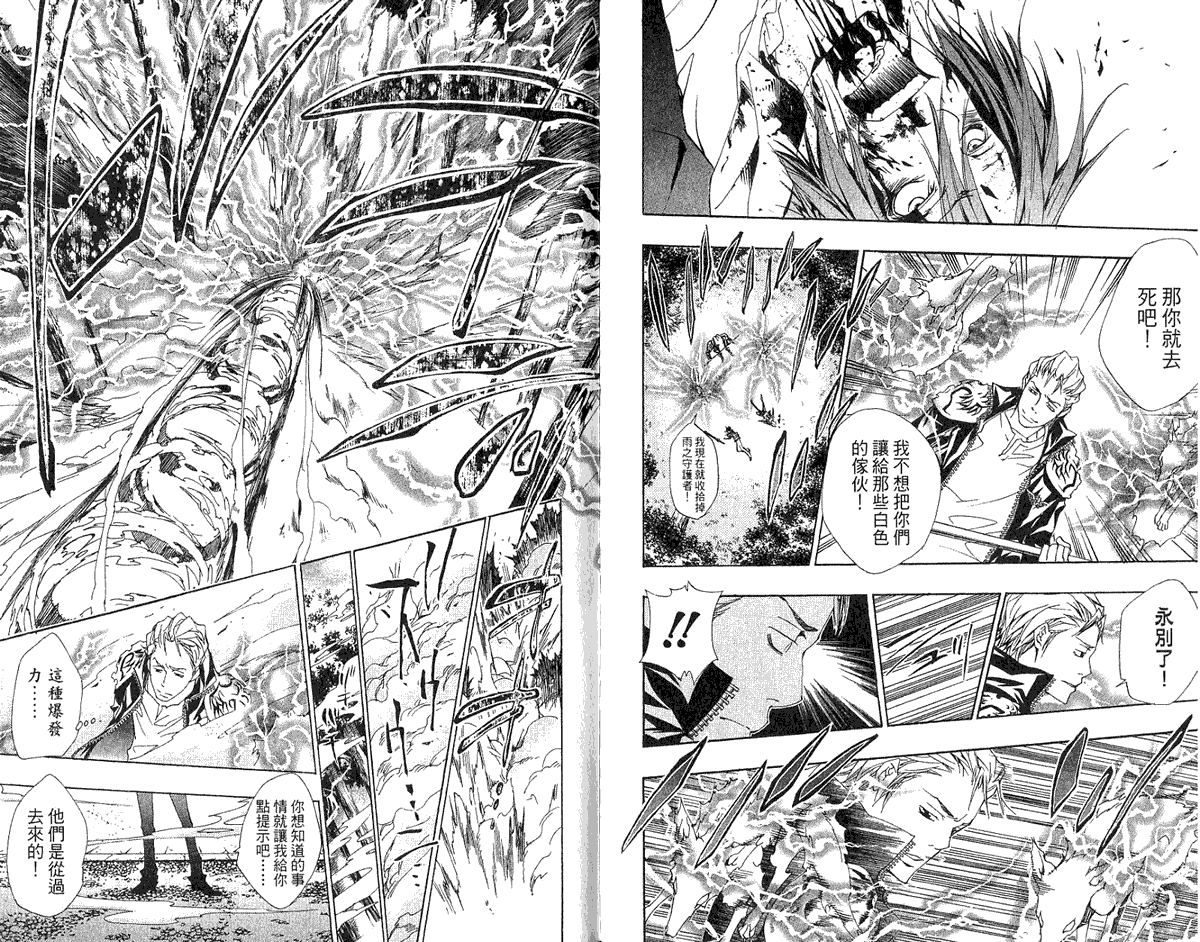 那你就去
死吧！
我不想把你們
讓給那些白色
的傢伙！
我現在就收拾掉
雨之守護者！
永別了！
!!
ズ
ウ
ウ
…
這種爆發
力……
你想知道的事
情就讓我給你
點提示吧……
他們是從過
去來的！